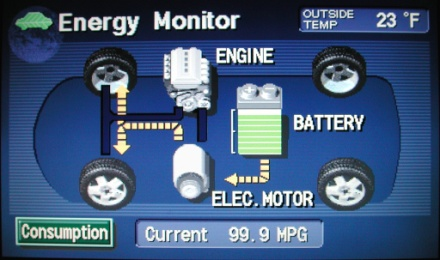 Energy Monitor
OUTSIDE TEMP 23 °F
ENGINE
BATTERY
ELEC. MOTOR
Consumption
Current 99.9 MPG